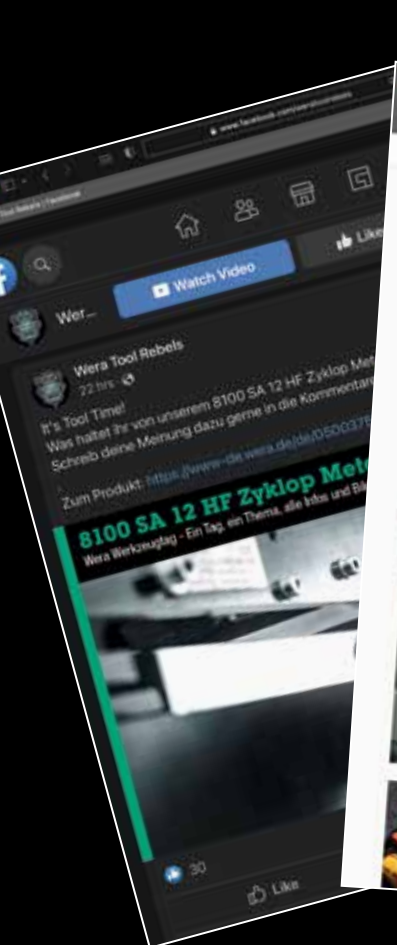 www.facebook.com/weratoolrebels
Tool Rebels | Facebook
Watch Video
Like
Wer...
Wera Tool Rebels
22 hrs
It's Tool Time!
Was haltet ihr von unserem 8100 SA 12 HF Zyklop Met
Schreib deine Meinung dazu gerne in die Kommentare
Zum Produkt: https://www-de.wera.de/de/050037
8100 SA 12 HF Zyklop Met
Wera Werkzeugtag - Ein Tag, ein Thema, alle Infos und Bil
30
Like